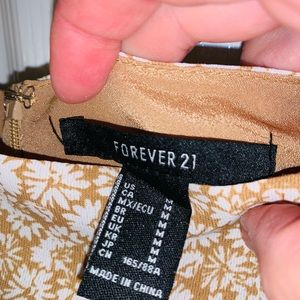 FOREVER 21
US M
CA M
MX/ECU M
BR M
EU M
UK M
KR M
JP M
CN 165/88A
MADE IN CHINA